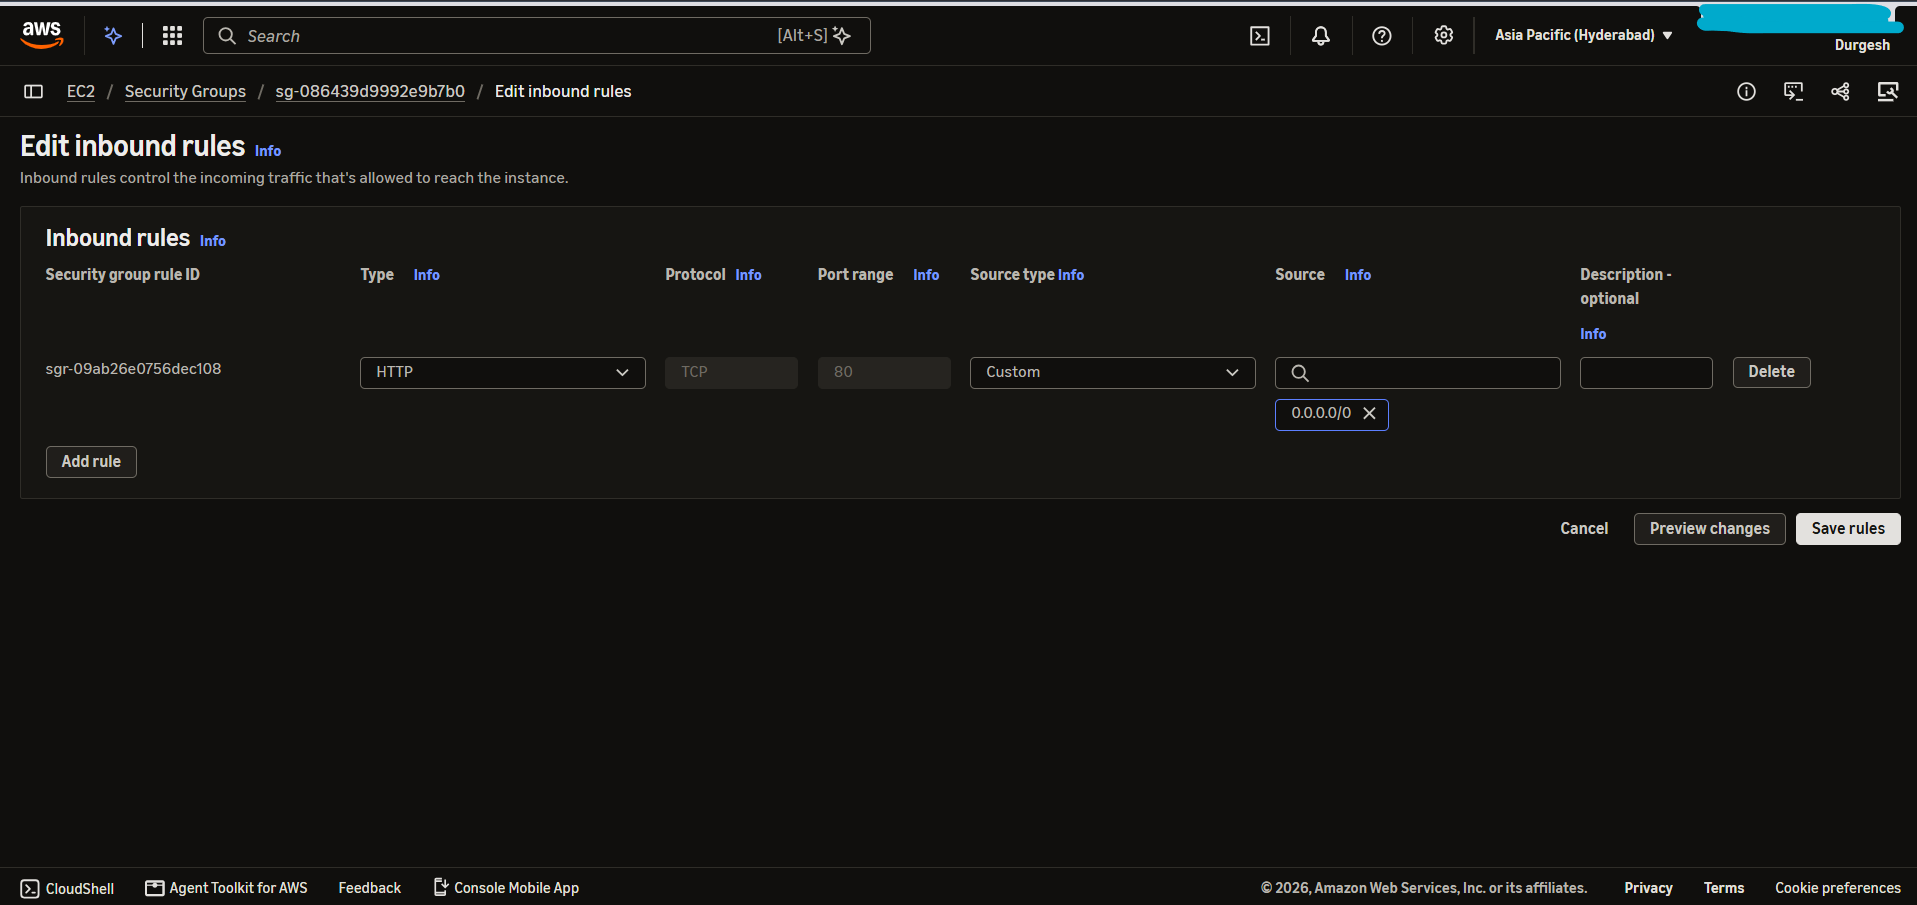 aws
Search [Alt+S]
Asia Pacific (Hyderabad)
Durgesh
EC2 / Security Groups / sg-086439d9992e9b7b0 / Edit inbound rules
Edit inbound rules Info
Inbound rules control the incoming traffic that's allowed to reach the instance.
Inbound rules Info
Security group rule ID Type Info Protocol Info Port range Info Source type Info Source Info Description -
optional
Info
sgr-09ab26e0756dec108 HTTP TCP 80 Custom Delete
0.0.0.0/0
Add rule
Cancel Preview changes Save rules
CloudShell Agent Toolkit for AWS Feedback Console Mobile App © 2026, Amazon Web Services, Inc. or its affiliates. Privacy Terms Cookie preferences